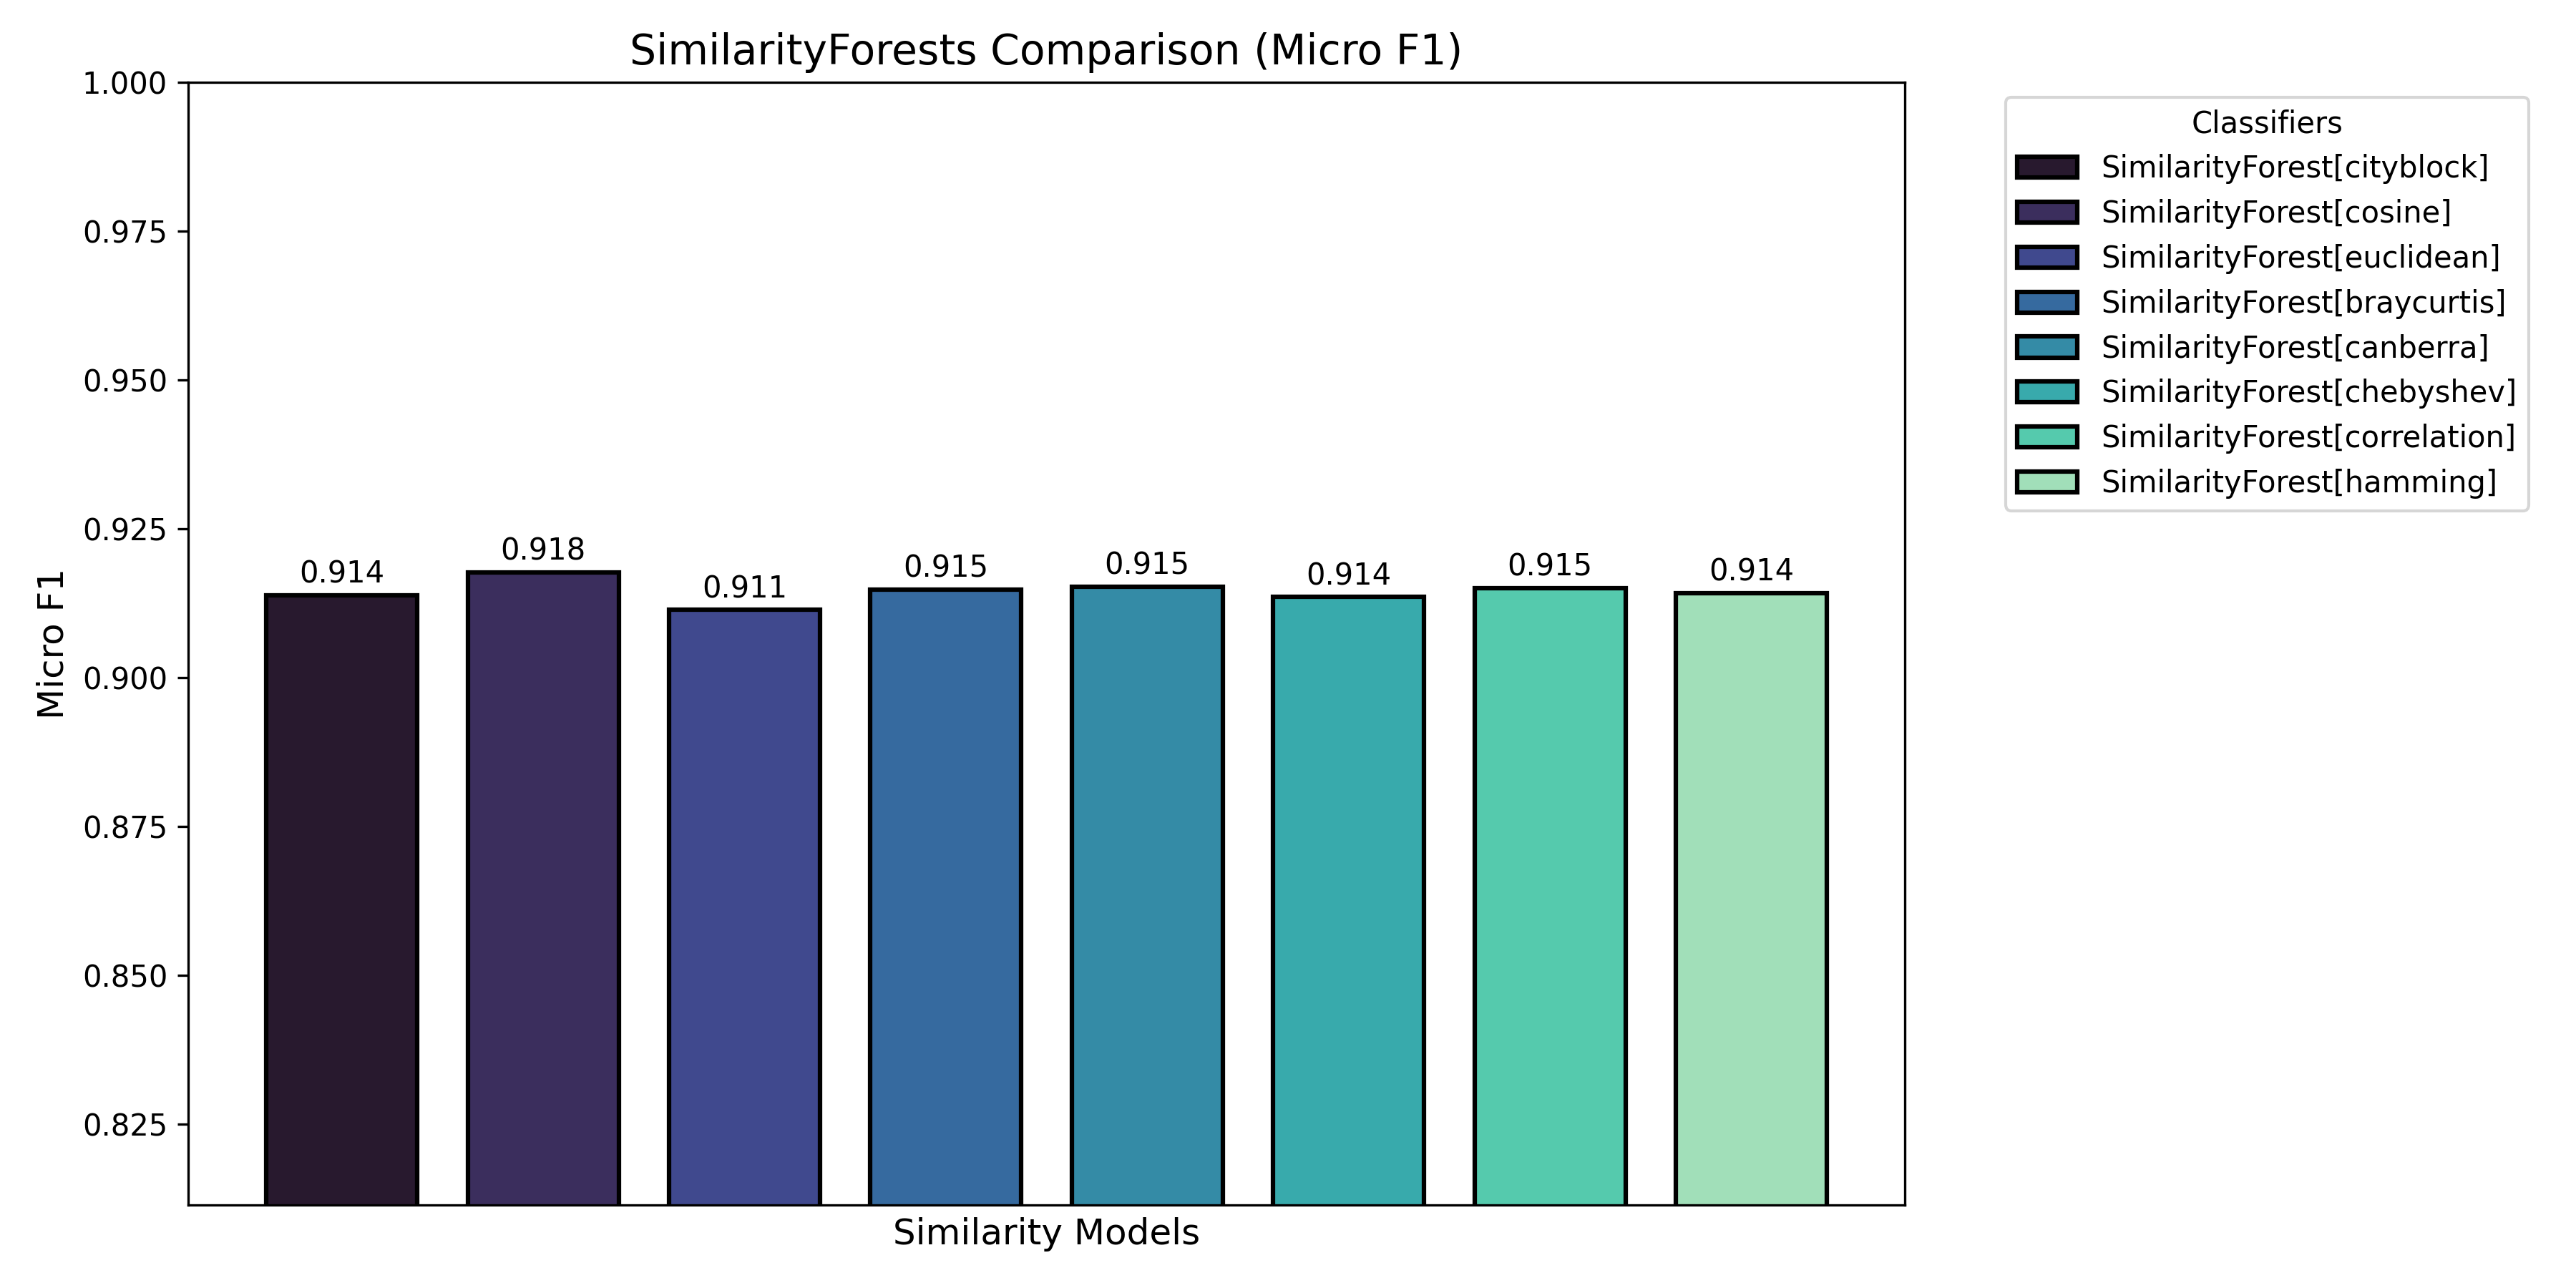 SimilarityForests Comparison (Micro F1)
1.000
0.975
0.950
0.925
0.900
0.875
0.850
0.825
Micro F1
0.914
0.918
0.911
0.915
0.915
0.914
0.915
0.914
Similarity Models
Classifiers
SimilarityForest[cityblock]
SimilarityForest[cosine]
SimilarityForest[euclidean]
SimilarityForest[braycurtis]
SimilarityForest[canberra]
SimilarityForest[chebyshev]
SimilarityForest[correlation]
SimilarityForest[hamming]